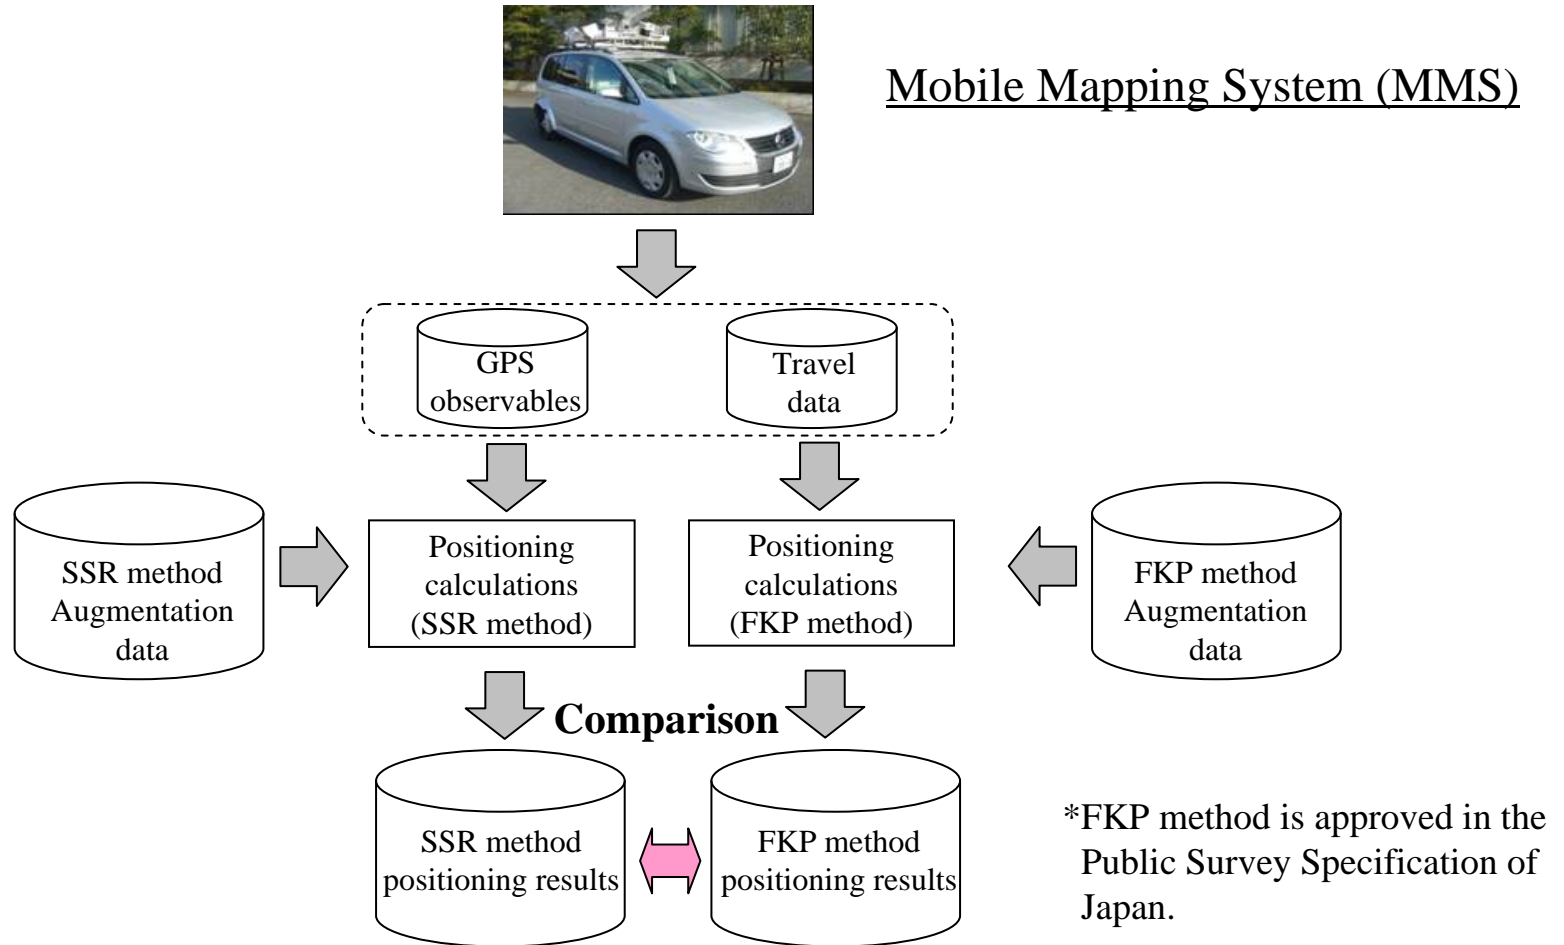 Mobile Mapping System (MMS)
GPS
observables
Travel
data
SSR method
Augmentation
data
Positioning
calculations
(SSR method)
Positioning
calculations
(FKP method)
FKP method
Augmentation
data
Comparison
SSR method
positioning results
FKP method
positioning results
*FKP method is approved in the
Public Survey Specification of
Japan.